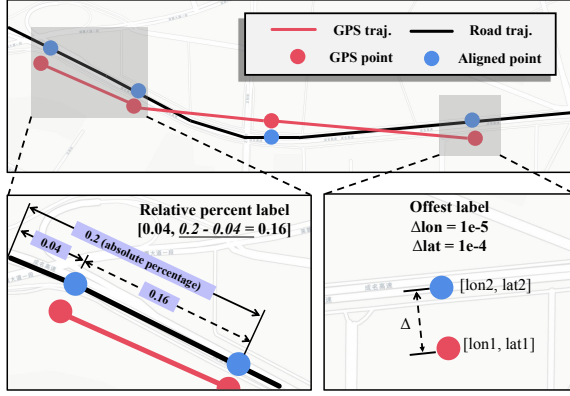 GPS traj.
Road traj.
GPS point
Aligned point
Relative percent label
[0.04, 0.2 - 0.04 = 0.16]
0.2 (absolute percentage)
0.04
0.16
Offest label
Δlon = 1e-5
Δlat = 1e-4
[lon2, lat2]
Δ
[lon1, lat1]